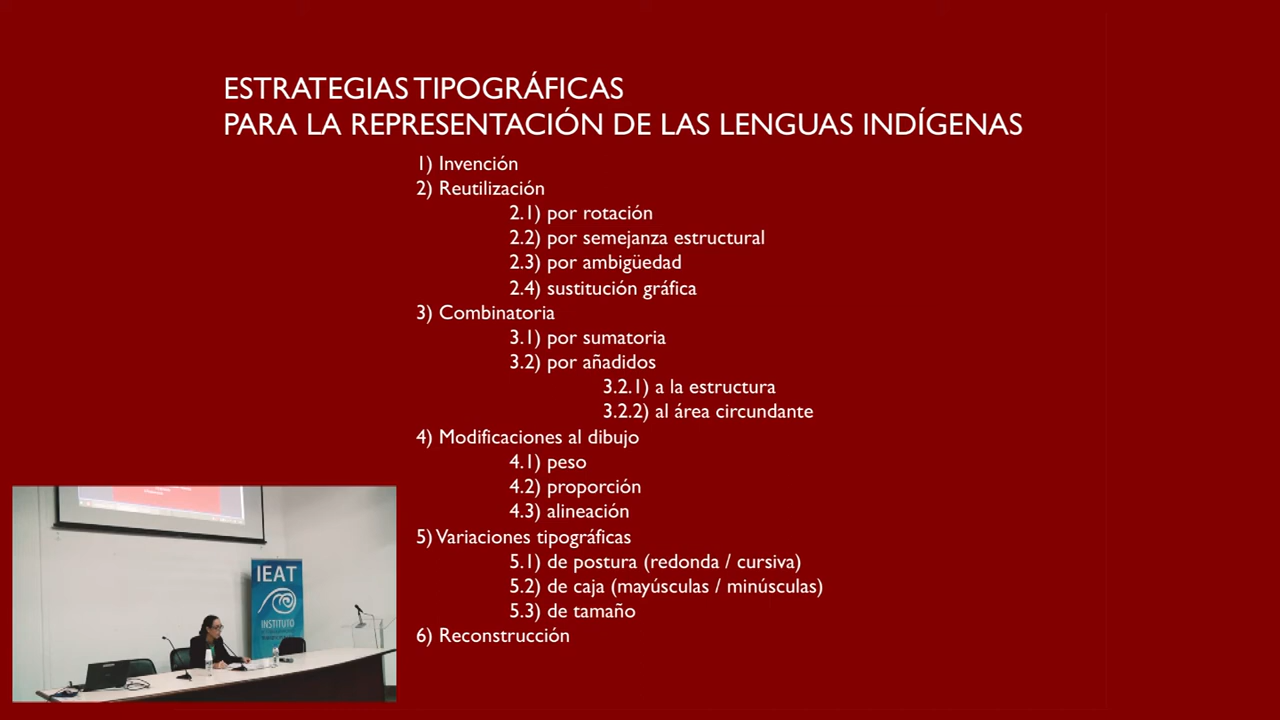 ESTRATEGIAS TIPOGRÁFICAS
PARA LA REPRESENTACIÓN DE LAS LENGUAS INDÍGENAS
1) Invención
2) Reutilización
2.1) por rotación
2.2) por semejanza estructural
2.3) por ambigüedad
2.4) sustitución gráfica
3) Combinatoria
3.1) por sumatoria
3.2) por añadidos
3.2.1) a la estructura
3.2.2) al área circundante
4) Modificaciones al dibujo
4.1) peso
4.2) proporción
4.3) alineación
5) Variaciones tipográficas
5.1) de postura (redonda / cursiva)
5.2) de caja (mayúsculas / minúsculas)
5.3) de tamaño
6) Reconstrucción
IEAT
INSTITUTO